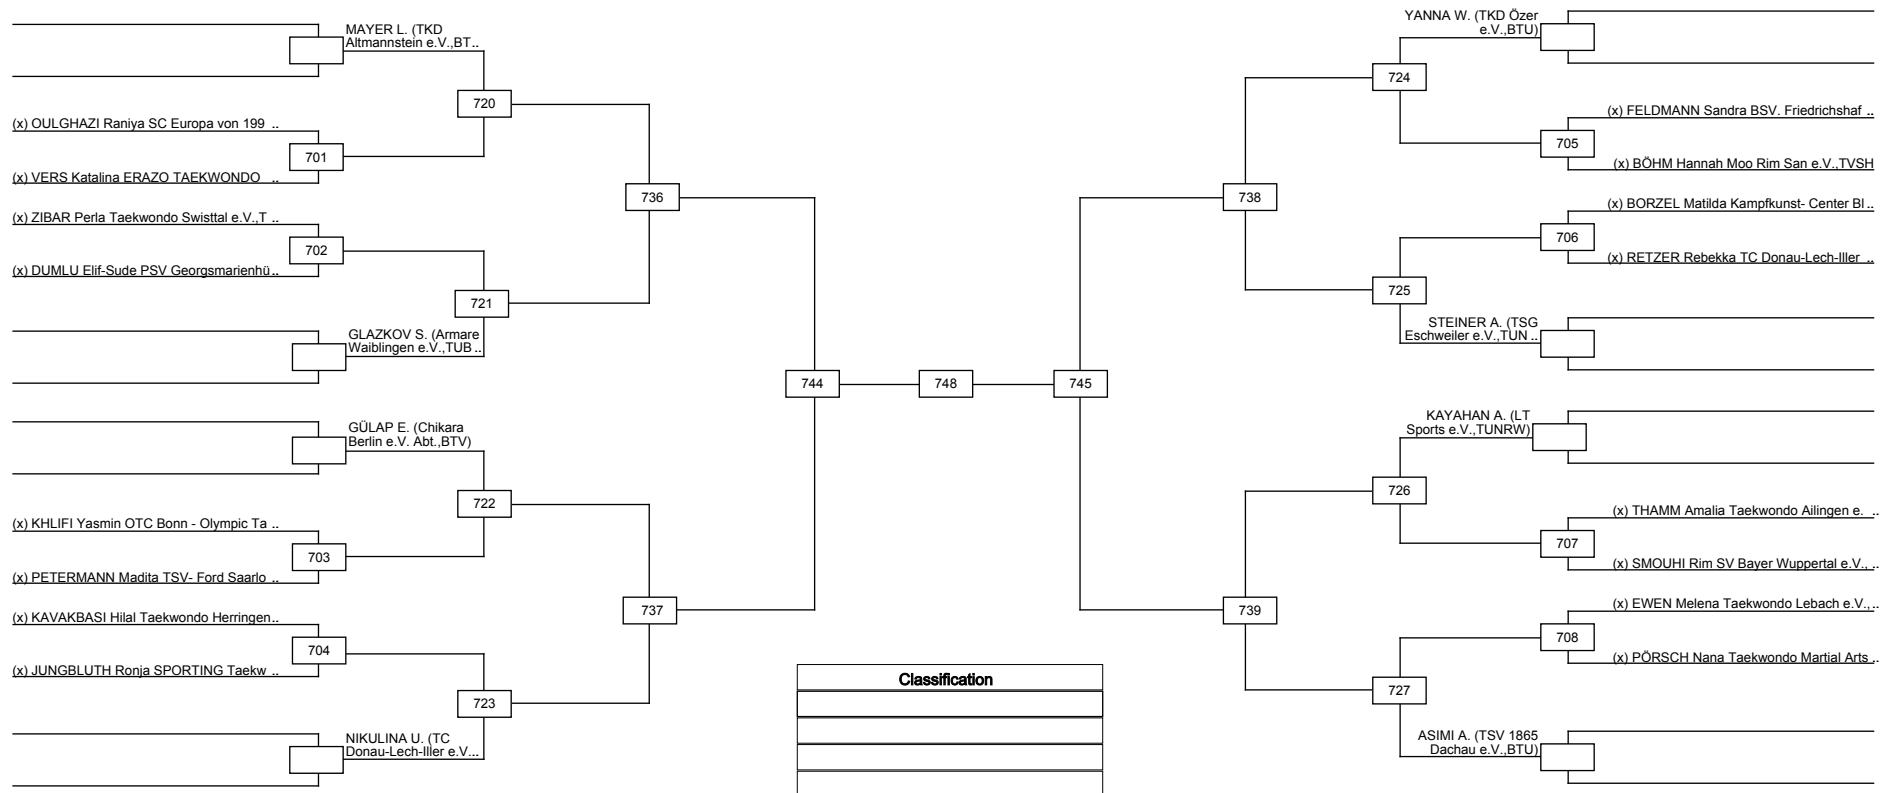 MAYER L. (TKD
Altmannstein e.V.,BT ..
720
(x) OULGHAZI Raniya SC Europa von 199 ..
701
(x) VERS Katalina ERAZO TAEKWONDO ..
736
(x) ZIBAR Perla Taekwondo Swisttal e.V.,T ..
702
(x) DUMLU Elif-Sude PSV Georgsmarienhü ..
721
GLAZKOV S. (Armare
Waiblingen e.V.,TUB ..
744
748
745
GÜLAP E. (Chikara
Berlin e.V. Abt.,BTV)
722
(x) KHLIFI Yasmin OTC Bonn - Olympic Ta ..
703
(x) PETERMANN Madita TSV- Ford Saarlo ..
737
(x) KAVAKBASI Hilal Taekwondo Herringen ..
704
(x) JUNGBLUTH Ronja SPORTING Taekw ..
723
NIKULINA U. (TC
Donau-Lech-Iller e.V. ..
Classification
YANNA W. (TKD Özer
e.V.,BTU)
724
(x) FELDMANN Sandra BSV. Friedrichshaf ..
705
(x) BÖHM Hannah Moo Rim San e.V.,TVSH
738
(x) BORZEL Matilda Kampfkunst- Center Bl ..
706
(x) RETZER Rebekka TC Donau-Lech-Iller ..
725
STEINER A. (TSG
Eschweiler e.V.,TUN ..
KAYAHAN A. (LT
Sports e.V.,TUNRW)
726
(x) THAMM Amalia Taekwondo Ailingen e. ..
707
(x) SMOUHI Rim SV Bayer Wuppertal e.V., ..
739
(x) EWEN Melena Taekwondo Lebach e.V., ..
708
(x) PÖRSCH Nana Taekwondo Martial Arts ..
727
ASIMI A. (TSV 1865
Dachau e.V.,BTU)